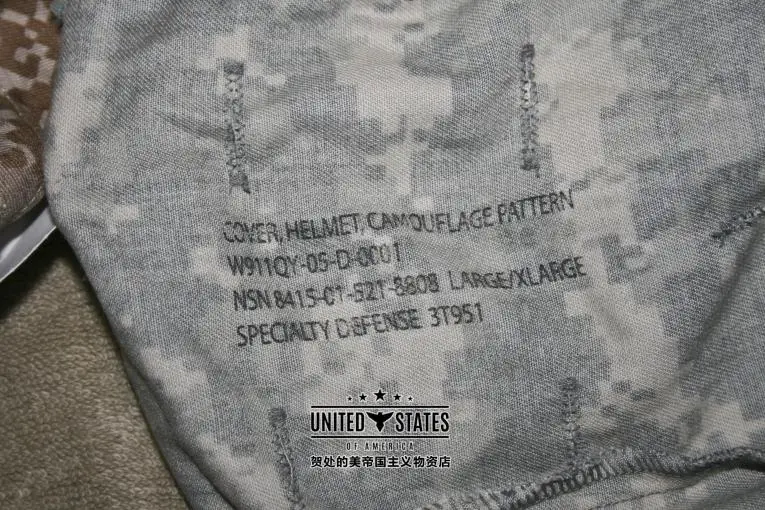 COVER, HELMET, CAMOUFLAGE PATTERN
W911QY-05-D-0001
NSN 8415-01-521-8808 LARGE/XLARGE
SPECIALTY DEFENSE 3T951
UNITED STATES
OF AMERICA
贺处的美帝国主义物资店